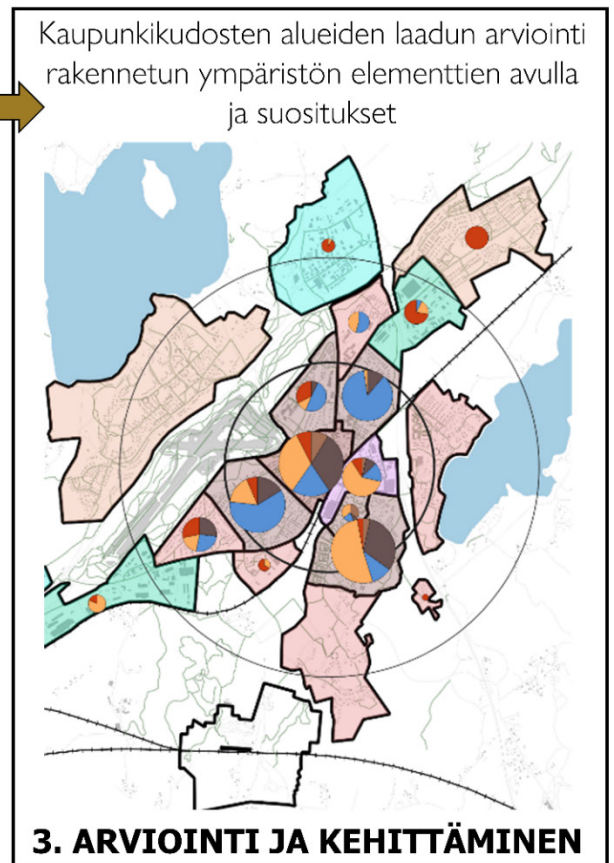 Kaupunkikudosten alueiden laadun arviointi
rakennetun ympäristön elementtien avulla
ja suositukset
3. ARVIOINTI JA KEHITTÄMINEN